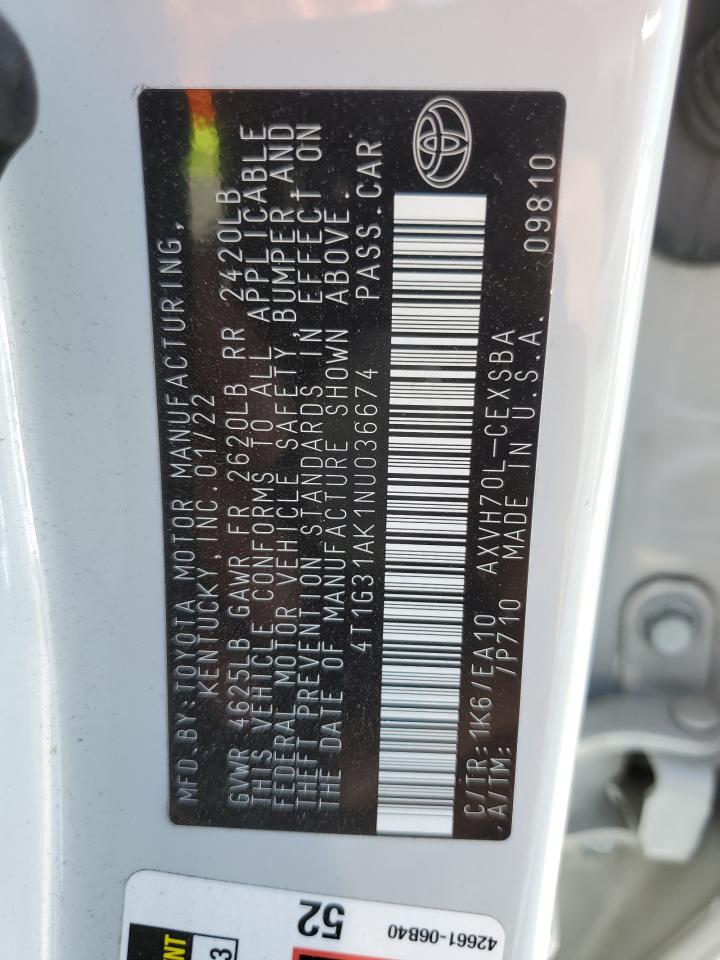 MFD.BY:TOYOTA MOTOR MANUFACTURING,
KENTUCKY, INC. 01/22
GVWR 4625LB GAWR FR 2620LB RR 2420LB
THIS VEHICLE CONFORMS TO ALL APPLICABLE
FEDERAL MOTOR VEHICLE SAFETY, BUMPER AND
THEFT PREVENTION STANDARDS IN EFFECT ON
THE DATE OF MANUFACTURE SHOWN ABOVE.
4T1G31AK1NU036674 PASS.CAR
C/TR:1K6/EA10 AXVH70L-CEXSBA 09810
A/TM: /P710 MADE IN U.S.A.
52
42661-06B40
3